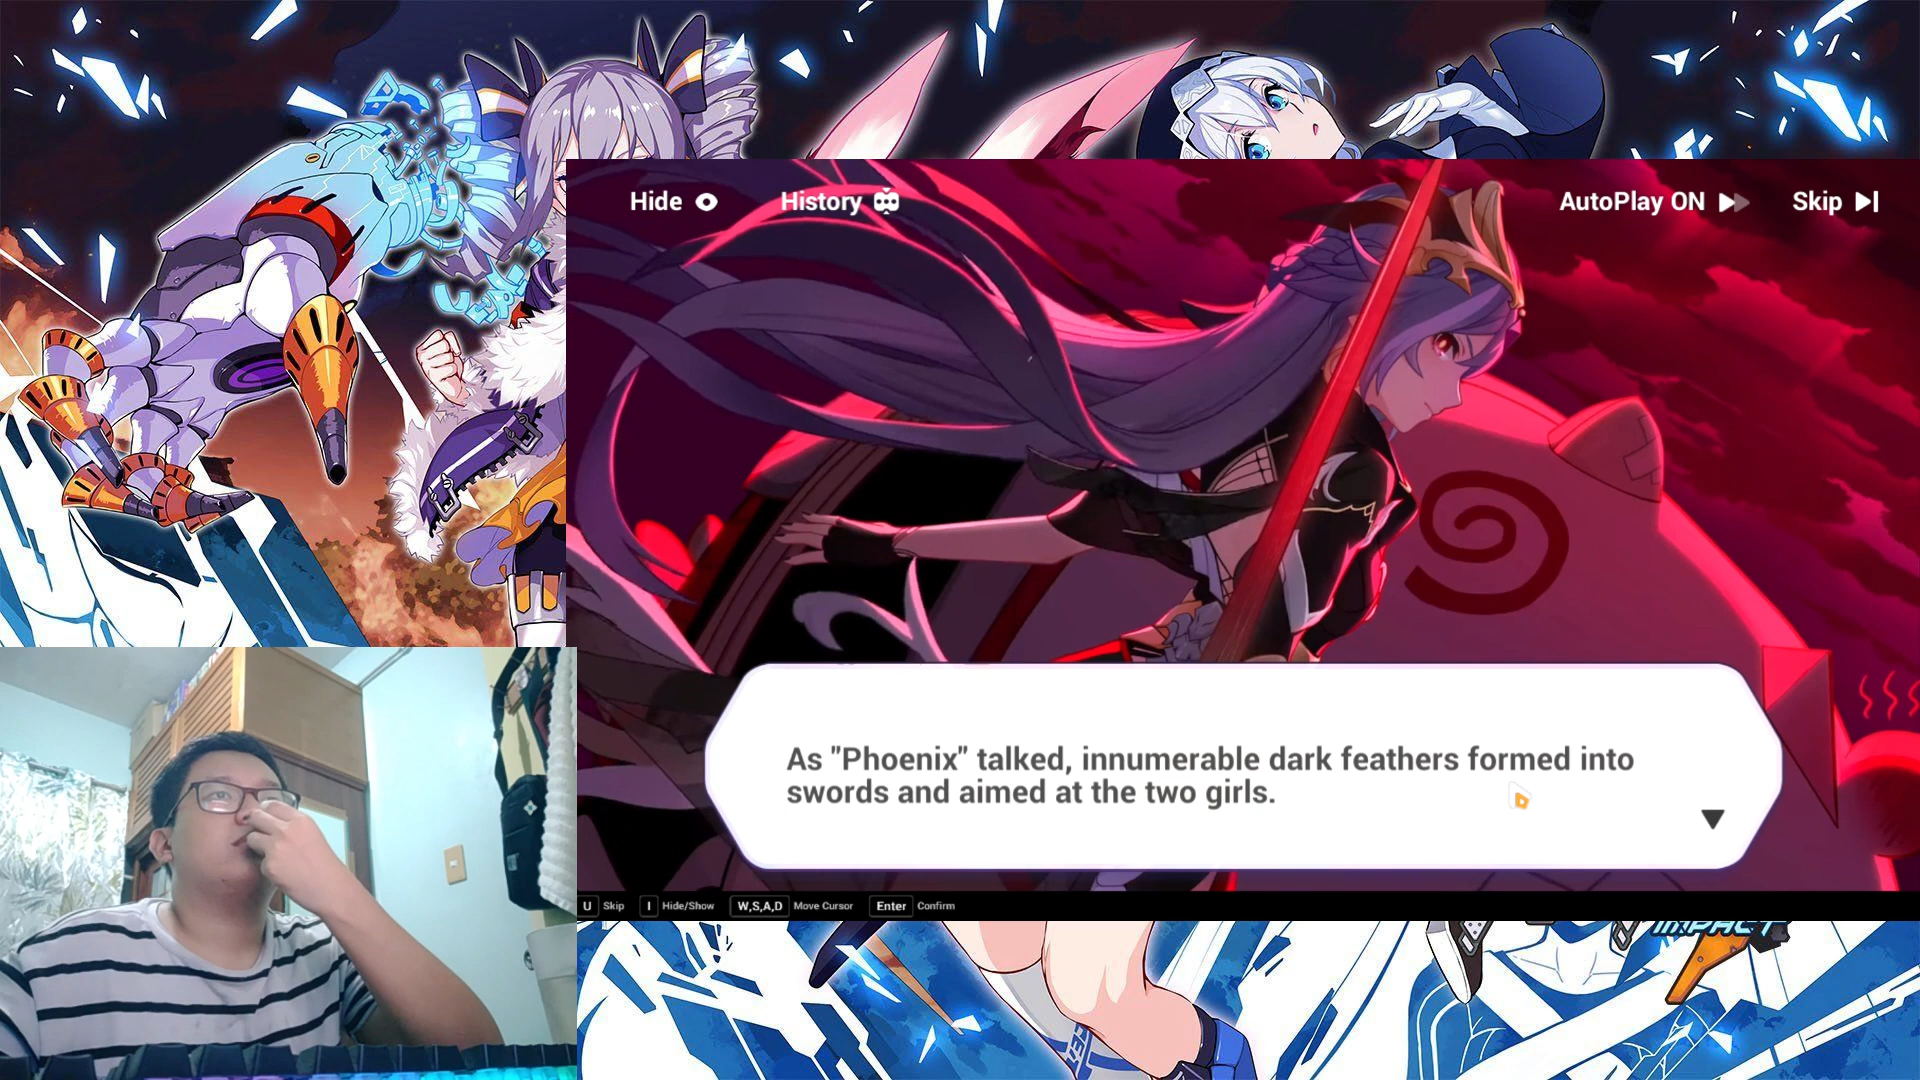 Hide
History
AutoPlay ON
Skip
As "Phoenix" talked, innumerable dark feathers formed into
swords and aimed at the two girls.
U Skip
I Hide/Show
W,S,A,D Move Cursor
Enter Confirm
IMPACT